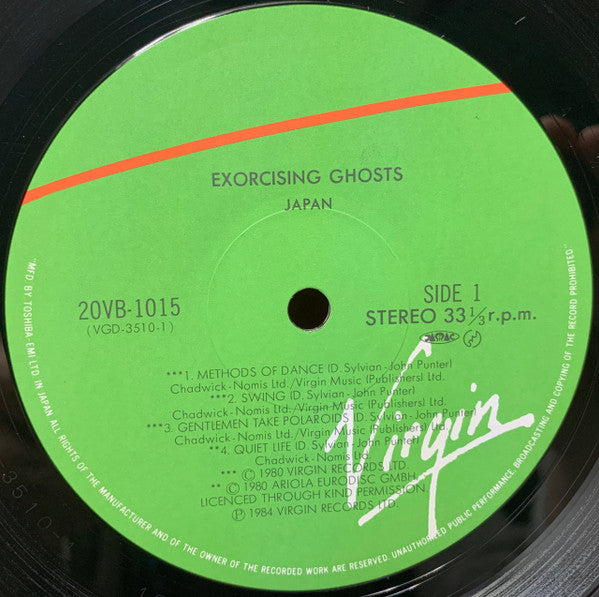 EXORCISING GHOSTS
JAPAN
20VB-1015
(VGD-3510-1)
SIDE 1
STEREO 33 1/3 r.p.m.
JASRAC
***1. METHODS OF DANCE (D. Sylvian-John Punter)
Chadwick-Nomis Ltd./Virgin Music (Publishers) Ltd.
***2. SWING (D. Sylvian-John Punter)
Chadwick-Nomis Ltd./Virgin Music (Publishers) Ltd.
***3. GENTLEMEN TAKE POLAROIDS (D. Sylvian-John Punter)
Chadwick-Nomis Ltd./Virgin Music (Publishers) Ltd.
**4. QUIET LIFE (D. Sylvian-John Punter)
Chadwick-Nomis Ltd.
*** © 1980 VIRGIN RECORDS LTD.
** © 1980 ARIOLA EURODISC GMBH.
LICENCED THROUGH KIND PERMISSION
℗ 1984 VIRGIN RECORDS LTD.
Virgin
"MFD. BY TOSHIBA EMI LTD. IN JAPAN ALL RIGHTS OF THE MANUFACTURER AND OF THE OWNER OF THE RECORDED WORK ARE RESERVED. UNAUTHORIZED PUBLIC PERFORMANCE, BROADCASTING AND COPYING OF THE RECORD PROHIBITED."